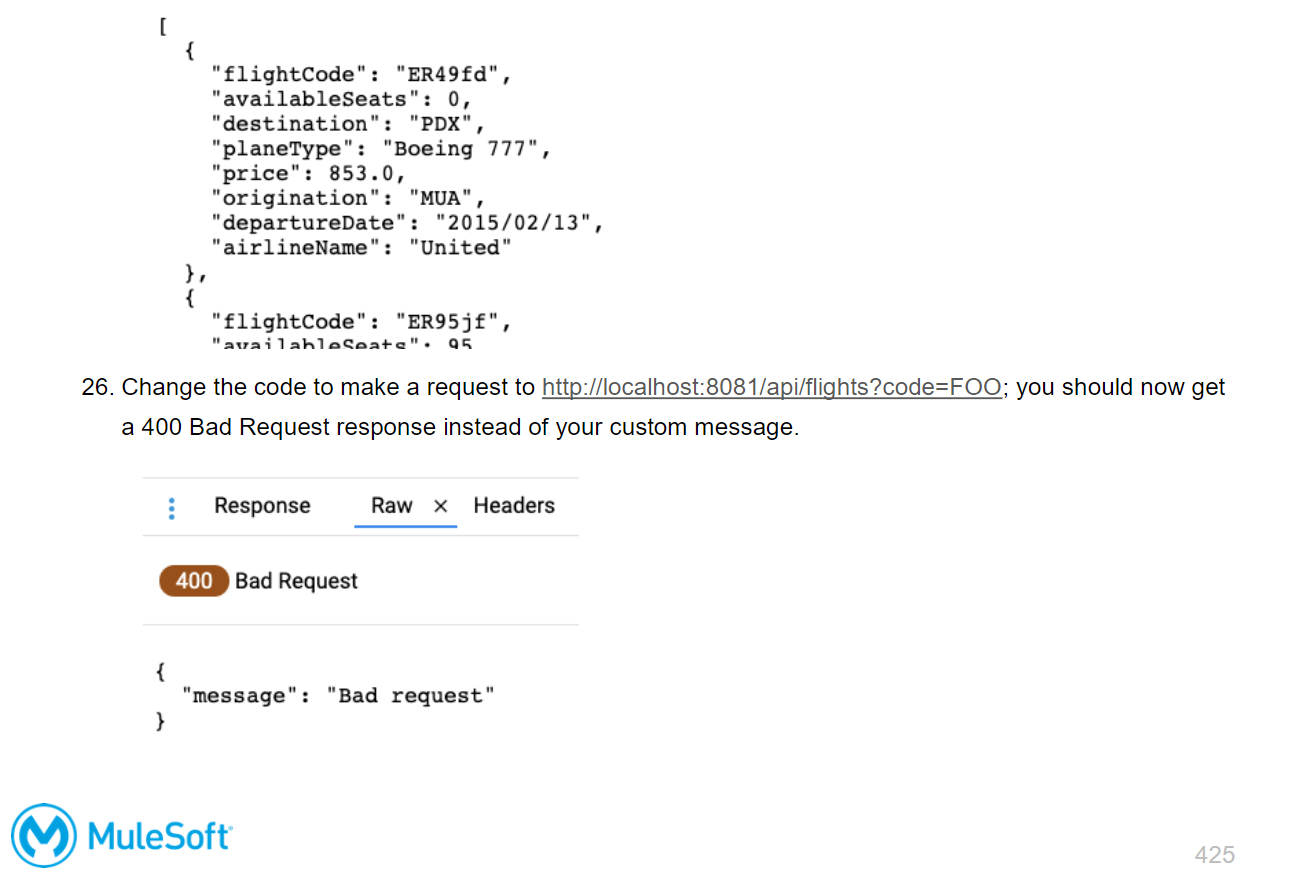 [
{
"flightCode": "ER49fd",
"availableSeats": 0,
"destination": "PDX",
"planeType": "Boeing 777",
"price": 853.0,
"origination": "MUA",
"departureDate": "2015/02/13",
"airlineName": "United"
},
{
"flightCode": "ER95jf",
"availableSeats": 95
26. Change the code to make a request to http://localhost:8081/api/flights?code=FOO; you should now get
a 400 Bad Request response instead of your custom message.
Response Raw × Headers
400 Bad Request
{
"message": "Bad request"
}
MuleSoft
425